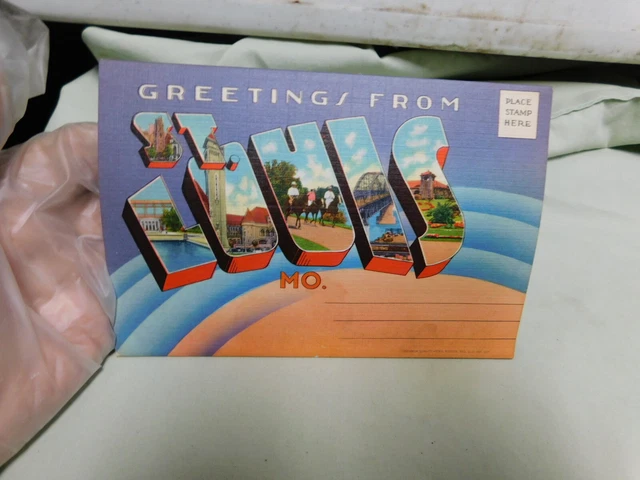 GREETINGS FROM
PLACE
STAMP
HERE
ST. LOUIS
MO.